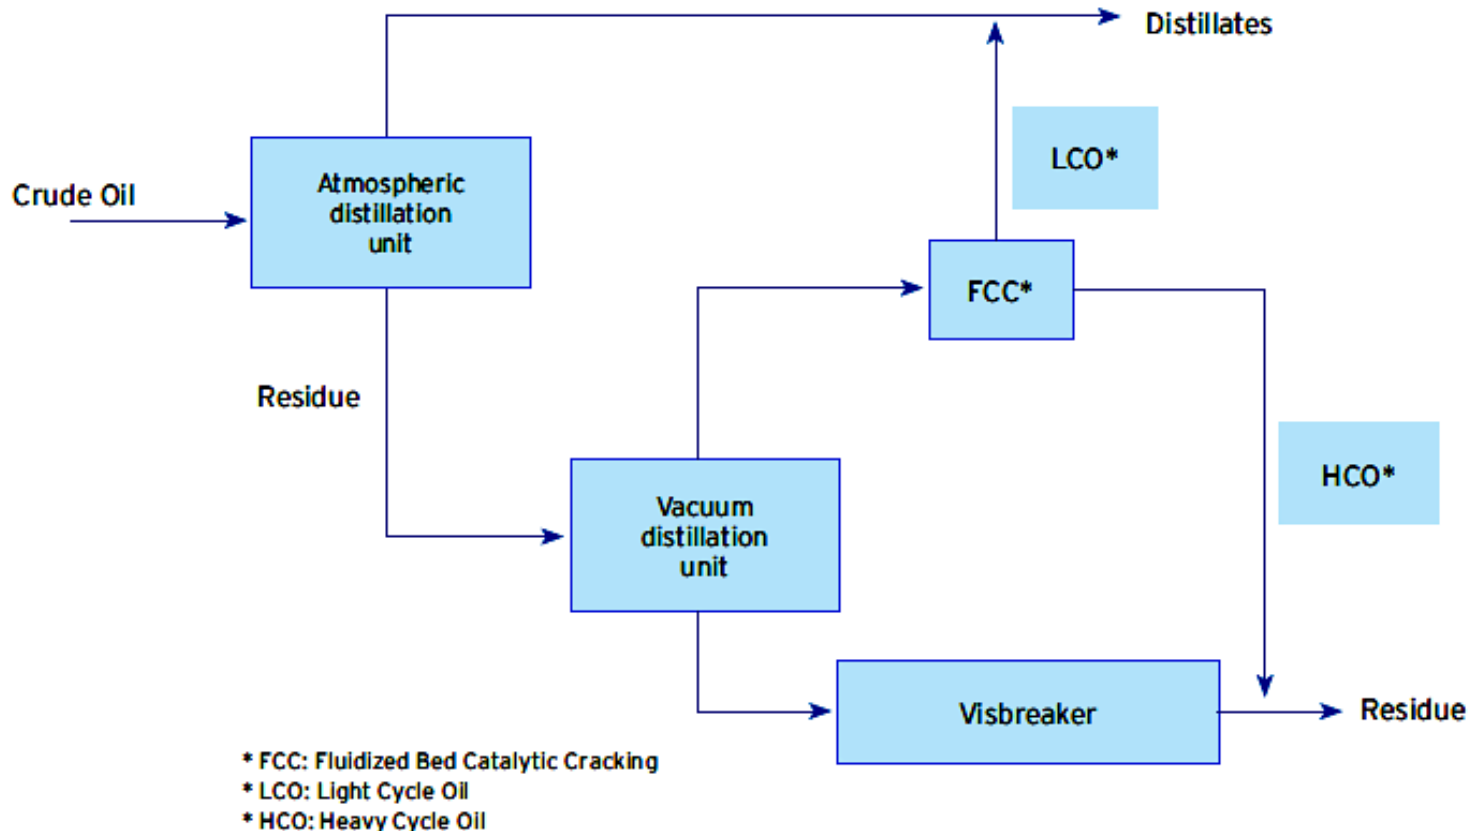 Distillates
LCO*
Crude Oil
Atmospheric
distillation
unit
FCC*
Residue
HCO*
Vacuum
distillation
unit
Visbreaker
Residue
* FCC: Fluidized Bed Catalytic Cracking
* LCO: Light Cycle Oil
* HCO: Heavy Cycle Oil